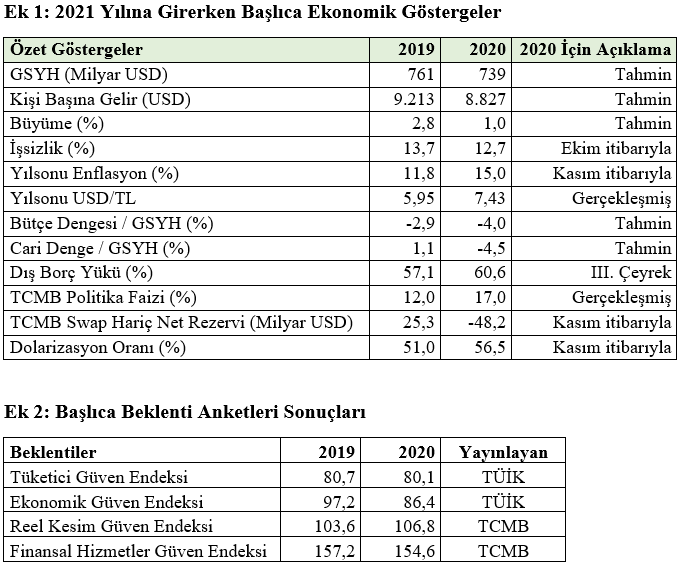 Ek 1: 2021 Yılına Girerken Başlıca Ekonomik Göstergeler
Özet Göstergeler 2019 2020 2020 İçin Açıklama
GSYH (Milyar USD) 761 739 Tahmin
Kişi Başına Gelir (USD) 9.213 8.827 Tahmin
Büyüme (%) 2,8 1,0 Tahmin
İşsizlik (%) 13,7 12,7 Ekim itibarıyla
Yılsonu Enflasyon (%) 11,8 15,0 Kasım itibarıyla
Yılsonu USD/TL 5,95 7,43 Gerçekleşmiş
Bütçe Dengesi / GSYH (%) -2,9 -4,0 Tahmin
Cari Denge / GSYH (%) 1,1 -4,5 Tahmin
Dış Borç Yükü (%) 57,1 60,6 III. Çeyrek
TCMB Politika Faizi (%) 12,0 17,0 Gerçekleşmiş
TCMB Swap Hariç Net Rezervi (Milyar USD) 25,3 -48,2 Kasım itibarıyla
Dolarizasyon Oranı (%) 51,0 56,5 Kasım itibarıyla
Ek 2: Başlıca Beklenti Anketleri Sonuçları
Beklentiler 2019 2020 Yayınlayan
Tüketici Güven Endeksi 80,7 80,1 TÜİK
Ekonomik Güven Endeksi 97,2 86,4 TÜİK
Reel Kesim Güven Endeksi 103,6 106,8 TCMB
Finansal Hizmetler Güven Endeksi 157,2 154,6 TCMB